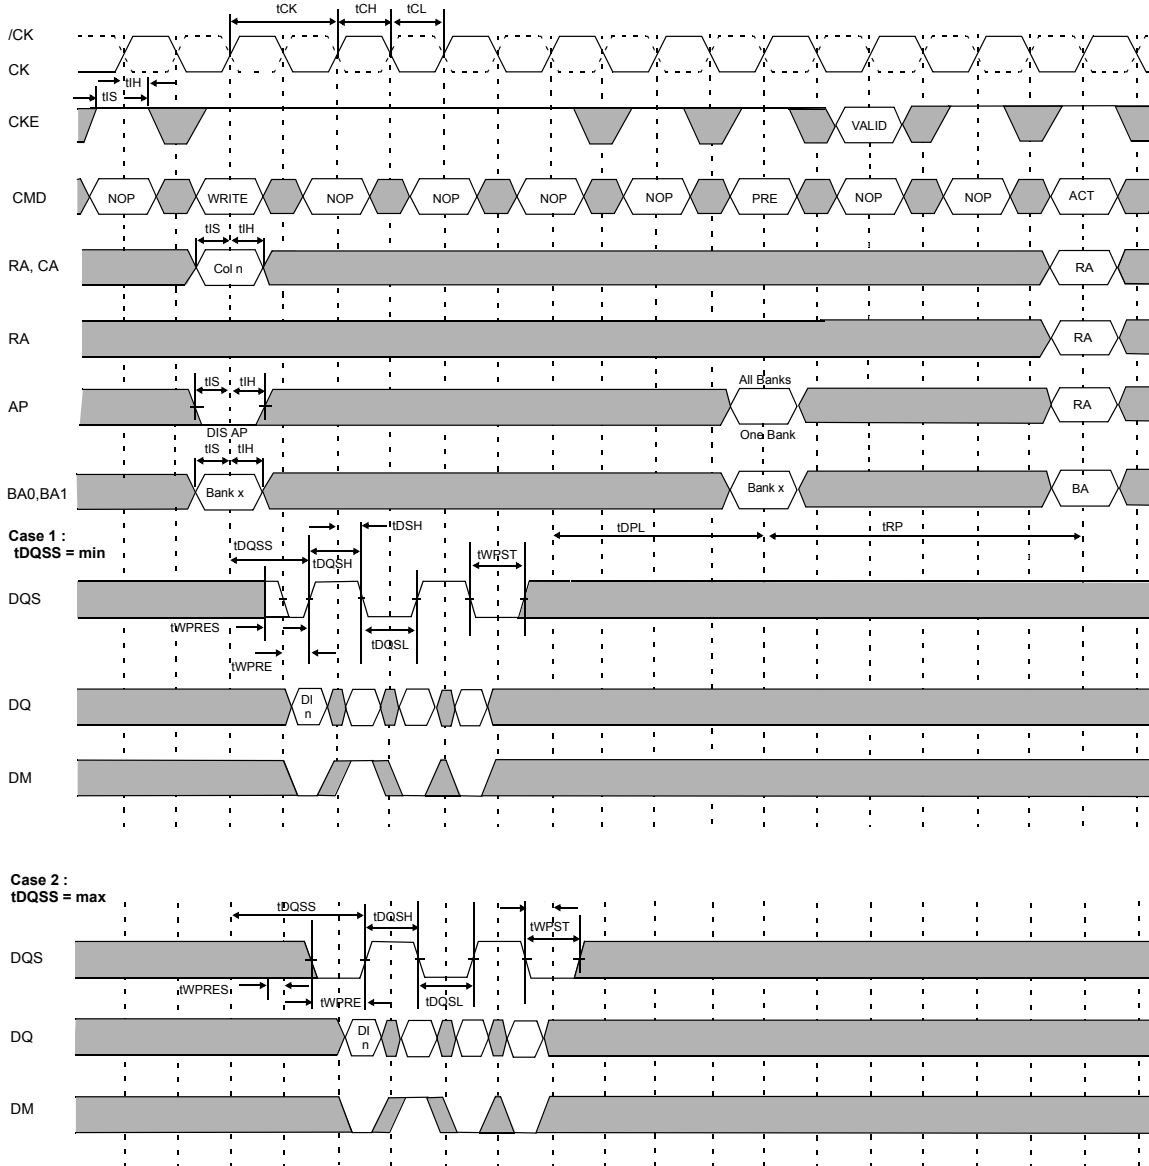 tCK tCH tCL
/CK
CK
tIH
tIS
CKE VALID
CMD NOP WRITE NOP NOP NOP NOP PRE NOP NOP ACT
tIS tIH
RA, CA Col n RA
RA RA
All Banks
tIS tIH
AP RA
DIS AP One Bank
tIS tIH
BA0,BA1 Bank x Bank x BA
Case 1 :
tDQSS = min
tDSH tDPL tRP
tDQSS
tDQSH tWPST
DQS
tWPRES
tDQSL
tWPRE
DQ DI
n
DM
Case 2 :
tDQSS = max
tDQSS tDQSH
tWPST
DQS
tWPRES
tWPRE tDQSL
DQ DI
n
DM